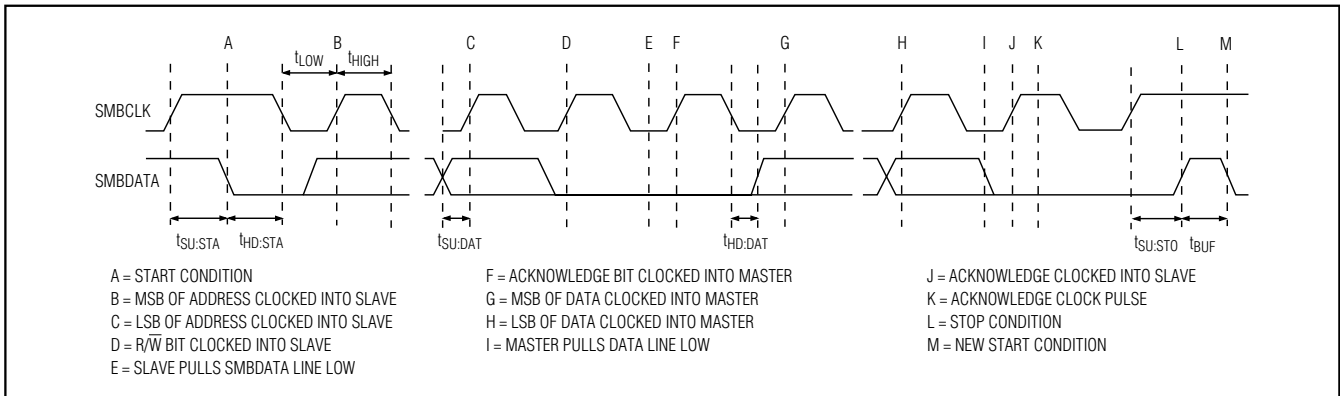 A B C D E F G H I J K L M
tLOW tHIGH
SMBCLK
SMBDATA
tSU:STA tHD:STA tSU:DAT tHD:DAT tSU:STO tBUF
A = START CONDITION
B = MSB OF ADDRESS CLOCKED INTO SLAVE
C = LSB OF ADDRESS CLOCKED INTO SLAVE
D = R/W̅ BIT CLOCKED INTO SLAVE
E = SLAVE PULLS SMBDATA LINE LOW
F = ACKNOWLEDGE BIT CLOCKED INTO MASTER
G = MSB OF DATA CLOCKED INTO MASTER
H = LSB OF DATA CLOCKED INTO MASTER
I = MASTER PULLS DATA LINE LOW
J = ACKNOWLEDGE CLOCKED INTO SLAVE
K = ACKNOWLEDGE CLOCK PULSE
L = STOP CONDITION
M = NEW START CONDITION